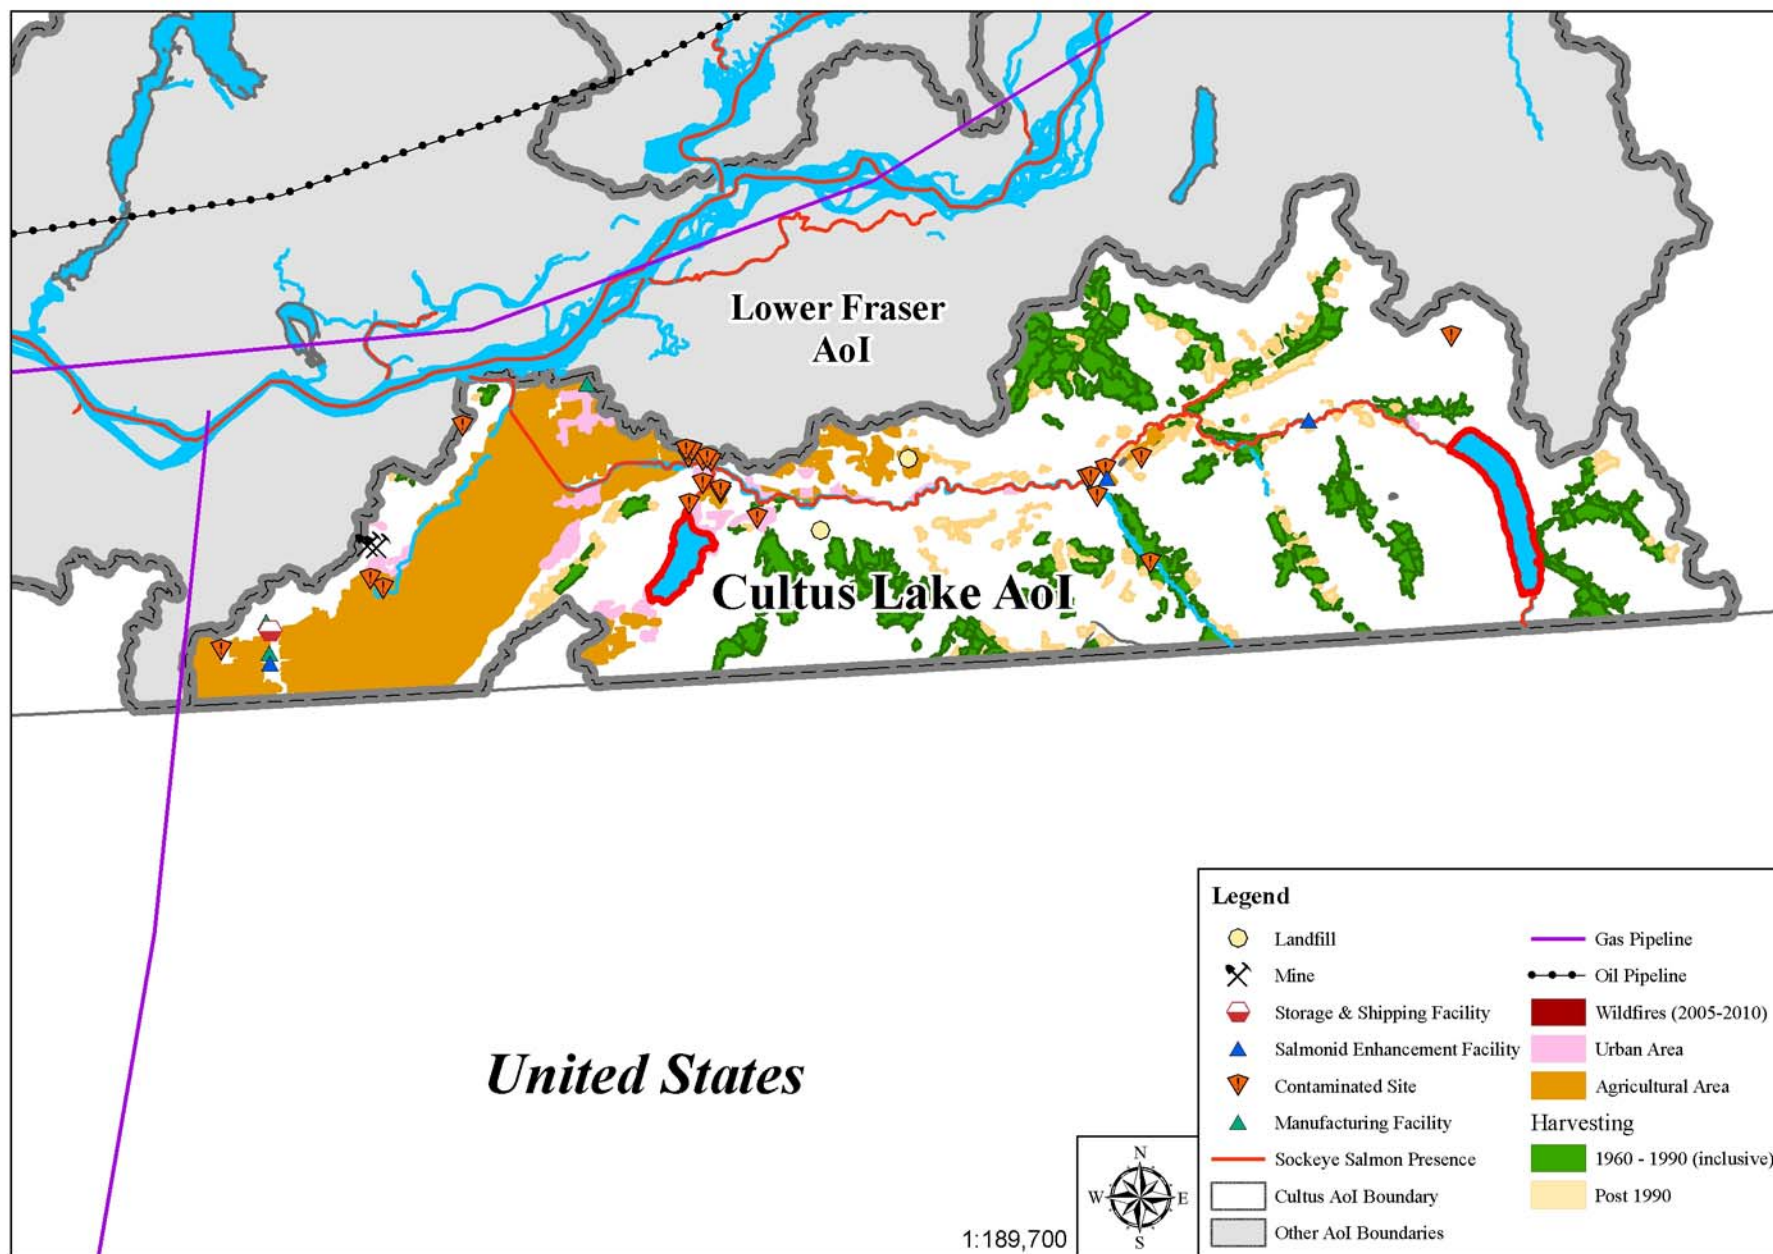 Lower Fraser
AoI
Cultus Lake AoI
United States
Legend
Landfill
Mine
Storage & Shipping Facility
Salmonid Enhancement Facility
Contaminated Site
Manufacturing Facility
Sockeye Salmon Presence
Cultus AoI Boundary
Other AoI Boundaries
Gas Pipeline
Oil Pipeline
Wildfires (2005-2010)
Urban Area
Agricultural Area
Harvesting
1960 - 1990 (inclusive)
Post 1990
N
W E
S
1:189,700